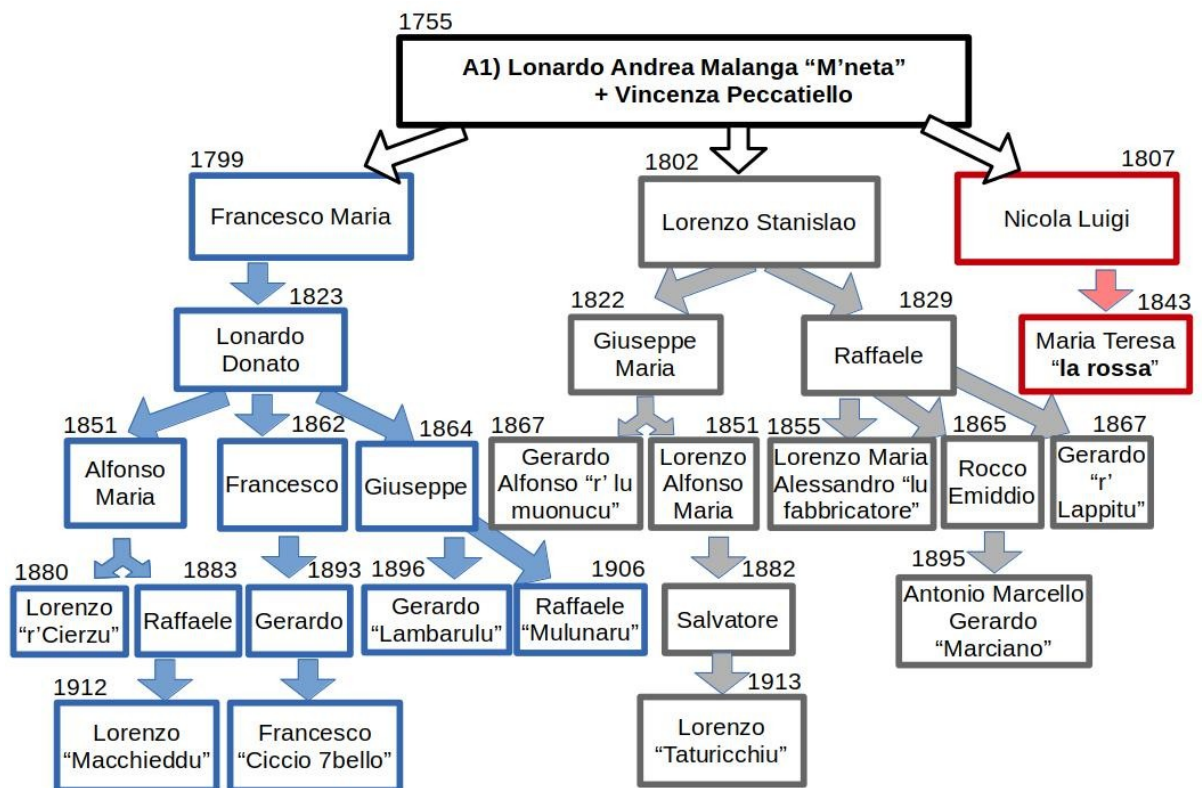 1755
A1) Lonardo Andrea Malanga “M’neta”
+ Vincenza Peccatiello
1799
1802
1807
Francesco Maria
Lorenzo Stanislao
Nicola Luigi
1823
1822
1829
1843
Lonardo
Donato
Giuseppe
Maria
Raffaele
Maria Teresa
“la rossa”
1851
1862
1864
1867
1851
1855
1865
1867
Alfonso
Maria
Francesco
Giuseppe
Gerardo
Alfonso “r’ lu
muonucu”
Lorenzo
Alfonso
Maria
Lorenzo Maria
Alessandro “lu
fabbricatore”
Rocco
Emiddio
Gerardo
“r’
Lappitu”
1880
1883
1893
1896
1906
1882
1895
Lorenzo
“r’Cierzu”
Raffaele
Gerardo
Gerardo
“Lambarulu”
Raffaele
“Mulunaru”
Salvatore
Antonio Marcello
Gerardo
“Marciano”
1912
1913
Lorenzo
“Macchieddu”
Francesco
“Ciccio 7bello”
Lorenzo
“Taturicchiu”